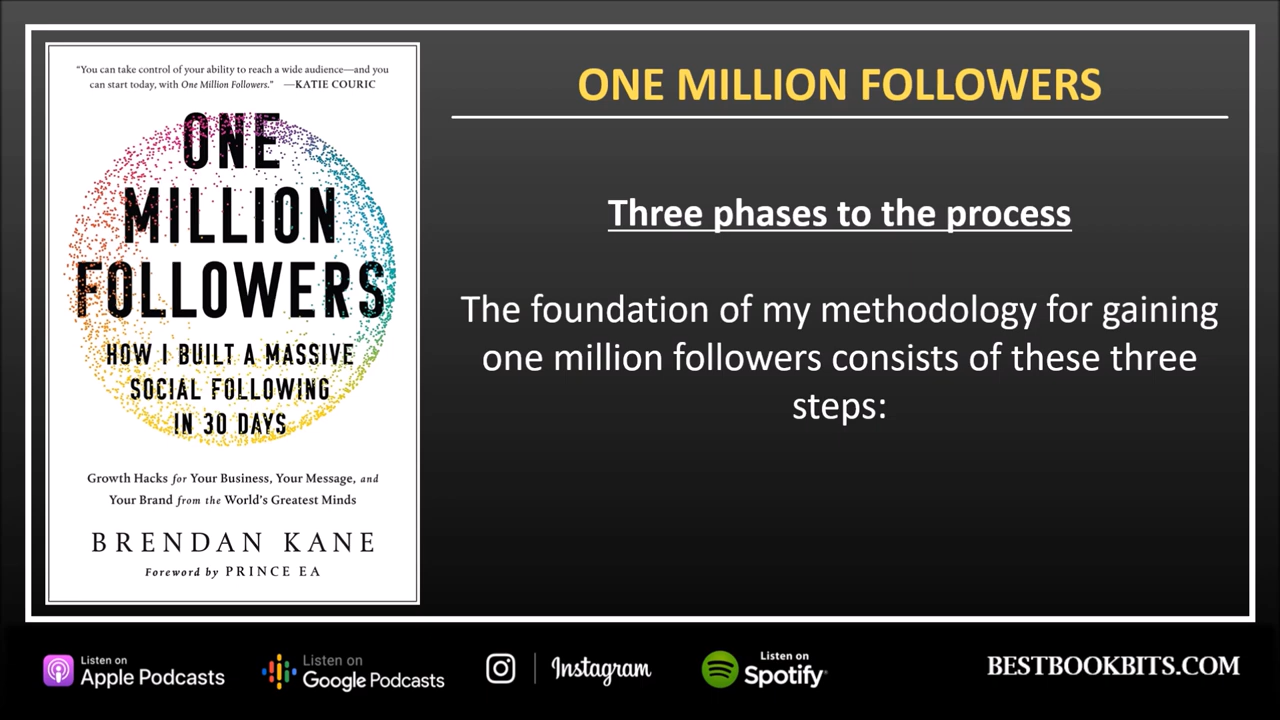 “You can take control of your ability to reach a wide audience—and you
can start today, with One Million Followers.” —KATIE COURIC
ONE
MILLION
FOLLOWERS
HOW I BUILT A MASSIVE
SOCIAL FOLLOWING
IN 30 DAYS
Growth Hacks for Your Business, Your Message, and
Your Brand from the World’s Greatest Minds
BRENDAN KANE
Foreword by PRINCE EA
ONE MILLION FOLLOWERS
Three phases to the process
The foundation of my methodology for gaining
one million followers consists of these three
steps:
Listen on
Apple Podcasts
Listen on
Google Podcasts
Instagram
Listen on
Spotify
BESTBOOKBITS.COM